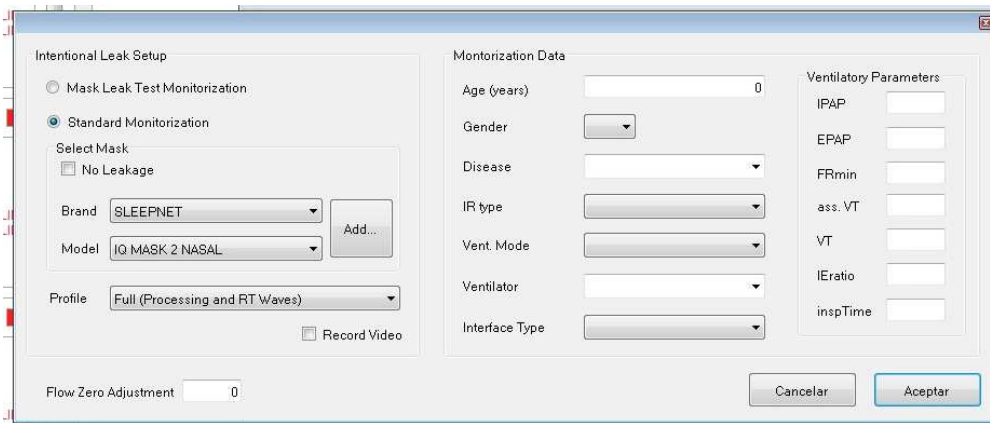 Intentional Leak Setup
Mask Leak Test Monitorization
Standard Monitorization
Select Mask
No Leakage
Brand SLEEPNET
Model IQ MASK 2 NASAL
Add...
Profile Full (Processing and RT Waves)
Record Video
Flow Zero Adjustment 0
Montorization Data
Age (years) 0
Gender
Disease
IR type
Vent. Mode
Ventilator
Interface Type
Ventilatory Parameters
IPAP
EPAP
FRmin
ass. VT
VT
IEratio
inspTime
Cancelar
Aceptar